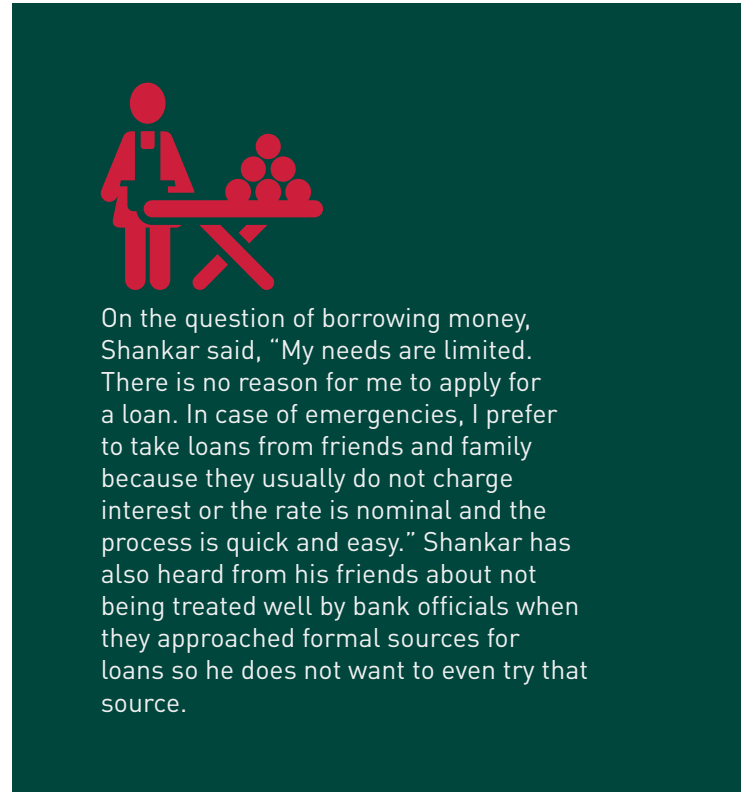 On the question of borrowing money,
Shankar said, “My needs are limited.
There is no reason for me to apply for
a loan. In case of emergencies, I prefer
to take loans from friends and family
because they usually do not charge
interest or the rate is nominal and the
process is quick and easy.” Shankar has
also heard from his friends about not
being treated well by bank officials when
they approached formal sources for
loans so he does not want to even try that
source.